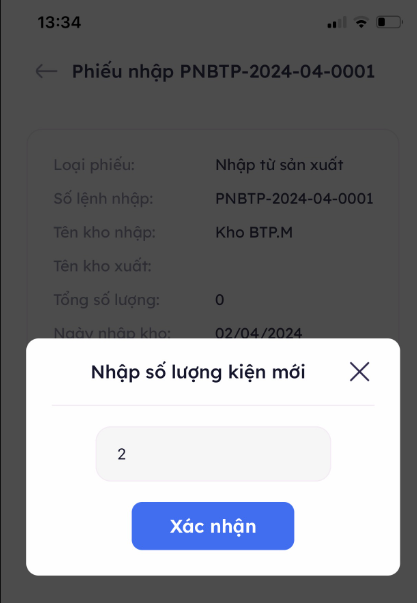 13:34
Phiếu nhập PNBTP-2024-04-0001
Loại phiếu: Nhập từ sản xuất
Số lệnh nhập: PNBTP-2024-04-0001
Tên kho nhập: Kho BTP.M
Tên kho xuất:
Tổng số lượng: 0
Ngày nhập kho: 02/04/2024
Nhập số lượng kiện mới
2
Xác nhận